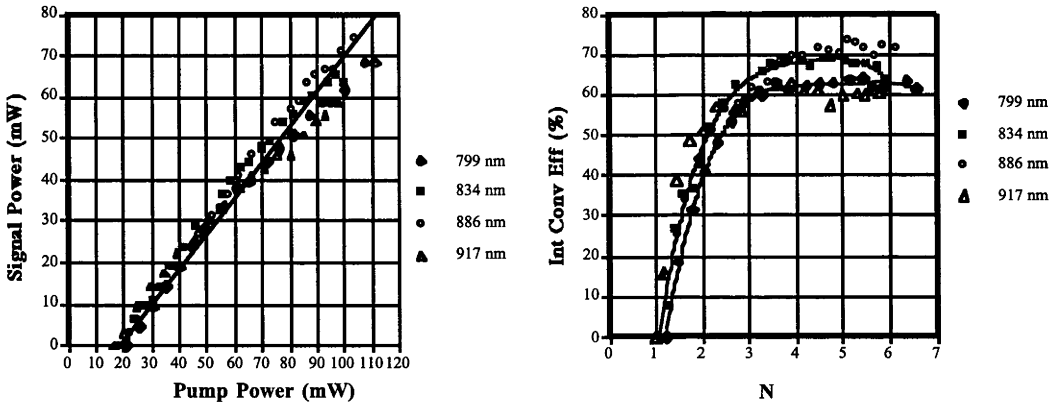 80
70
60
50
40
30
20
10
0
Signal Power (mW)
0 10 20 30 40 50 60 70 80 90 100 120
Pump Power (mW)
799 nm
834 nm
886 nm
917 nm
80
70
60
50
40
30
20
10
0
Int Conv Eff (%)
0 1 2 3 4 5 6 7
N
799 nm
834 nm
886 nm
917 nm